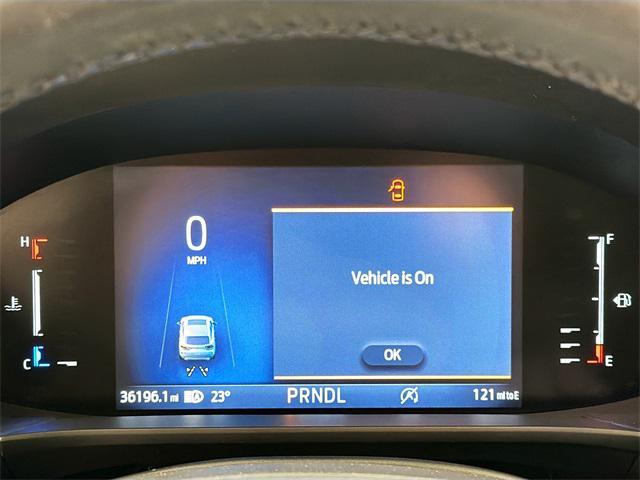 H
C
0
MPH
Vehicle is On
OK
F
E
36196.1 mi
A
23°
PRNDL
121 mi to E